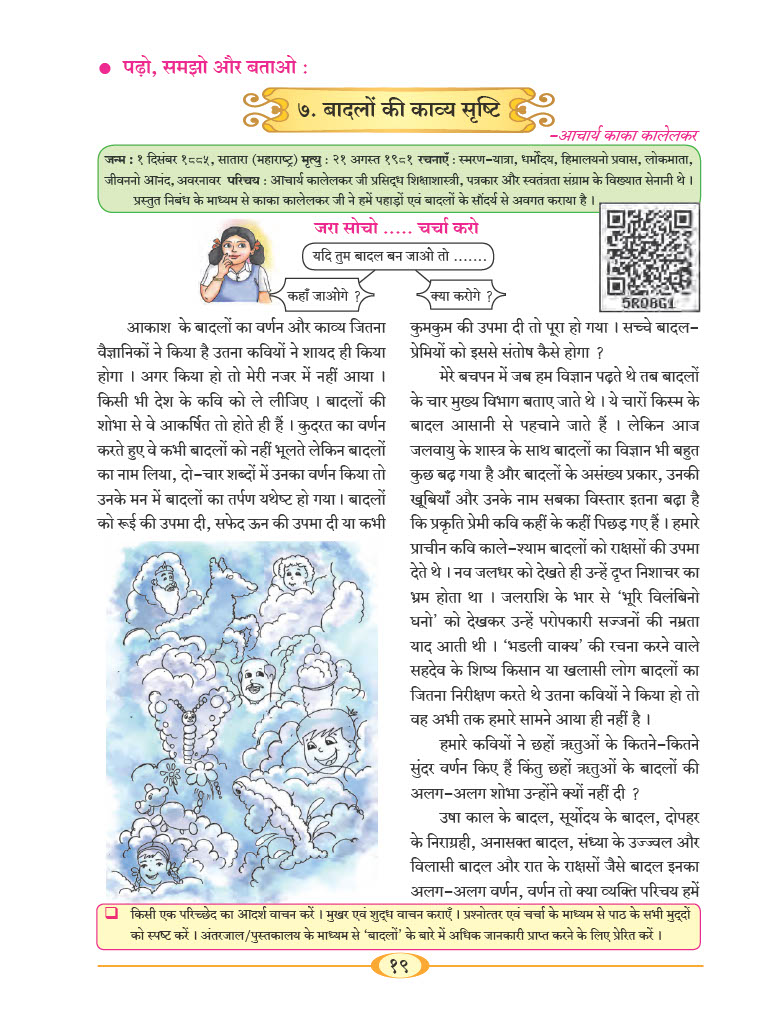 ● पढ़ो, समझो और बताओ :
७. बादलों की काव्य सृष्टि
-आचार्य काका कालेलकर
जन्म : १ दिसंबर १८८५, सातारा (महाराष्ट्र) मृत्यु : २१ अगस्त १९८१ रचनाएँ : स्मरण-यात्रा, धर्मोदय, हिमालयनो प्रवास, लोकमाता,
जीवननो आनंद, अवरनावर परिचय : आचार्य कालेलकर जी प्रसिद्ध शिक्षाशास्त्री, पत्रकार और स्वतंत्रता संग्राम के विख्यात सेनानी थे ।
प्रस्तुत निबंध के माध्यम से काका कालेलकर जी ने हमें पहाड़ों एवं बादलों के सौंदर्य से अवगत कराया है ।
जरा सोचो ..... चर्चा करो
यदि तुम बादल बन जाओ तो .......
कहाँ जाओगे ?
क्या करोगे ?
5RQ8G1
आकाश के बादलों का वर्णन और काव्य जितना
वैज्ञानिकों ने किया है उतना कवियों ने शायद ही किया
होगा । अगर किया हो तो मेरी नजर में नहीं आया ।
किसी भी देश के कवि को ले लीजिए । बादलों की
शोभा से वे आकर्षित तो होते ही हैं । कुदरत का वर्णन
करते हुए वे कभी बादलों को नहीं भूलते लेकिन बादलों
का नाम लिया, दो-चार शब्दों में उनका वर्णन किया तो
उनके मन में बादलों का तर्पण यथेष्ट हो गया । बादलों
को रूई की उपमा दी, सफेद ऊन की उपमा दी या कभी
कुमकुम की उपमा दी तो पूरा हो गया । सच्चे बादल-
प्रेमियों को इससे संतोष कैसे होगा ?
मेरे बचपन में जब हम विज्ञान पढ़ते थे तब बादलों
के चार मुख्य विभाग बताए जाते थे । ये चारों किस्म के
बादल आसानी से पहचाने जाते हैं । लेकिन आज
जलवायु के शास्त्र के साथ बादलों का विज्ञान भी बहुत
कुछ बढ़ गया है और बादलों के असंख्य प्रकार, उनकी
खूबियाँ और उनके नाम सबका विस्तार इतना बढ़ा है
कि प्रकृति प्रेमी कवि कहीं के कहीं पिछड़ गए हैं । हमारे
प्राचीन कवि काले-श्याम बादलों को राक्षसों की उपमा
देते थे । नव जलधर को देखते ही उन्हें दृप्त निशाचर का
भ्रम होता था । जलराशि के भार से ‘भूरि विलंबिनो
घनो’ को देखकर उन्हें परोपकारी सज्जनों की नम्रता
याद आती थी । ‘भडली वाक्य’ की रचना करने वाले
सहदेव के शिष्य किसान या खलासी लोग बादलों का
जितना निरीक्षण करते थे उतना कवियों ने किया हो तो
वह अभी तक हमारे सामने आया ही नहीं है ।
हमारे कवियों ने छहों ऋतुओं के कितने-कितने
सुंदर वर्णन किए हैं किंतु छहों ऋतुओं के बादलों की
अलग-अलग शोभा उन्होंने क्यों नहीं दी ?
उषा काल के बादल, सूर्योदय के बादल, दोपहर
के निराग्रही, अनासक्त बादल, संध्या के उज्ज्वल और
विलासी बादल और रात के राक्षसों जैसे बादल इनका
अलग-अलग वर्णन, वर्णन तो क्या व्यक्ति परिचय हमें
❑ किसी एक परिच्छेद का आदर्श वाचन करें । मुखर एवं शुद्ध वाचन कराएँ । प्रश्नोत्तर एवं चर्चा के माध्यम से पाठ के सभी मुद्दों
को स्पष्ट करें । अंतरजाल/पुस्तकालय के माध्यम से ‘बादलों’ के बारे में अधिक जानकारी प्राप्त करने के लिए प्रेरित करें ।
१९